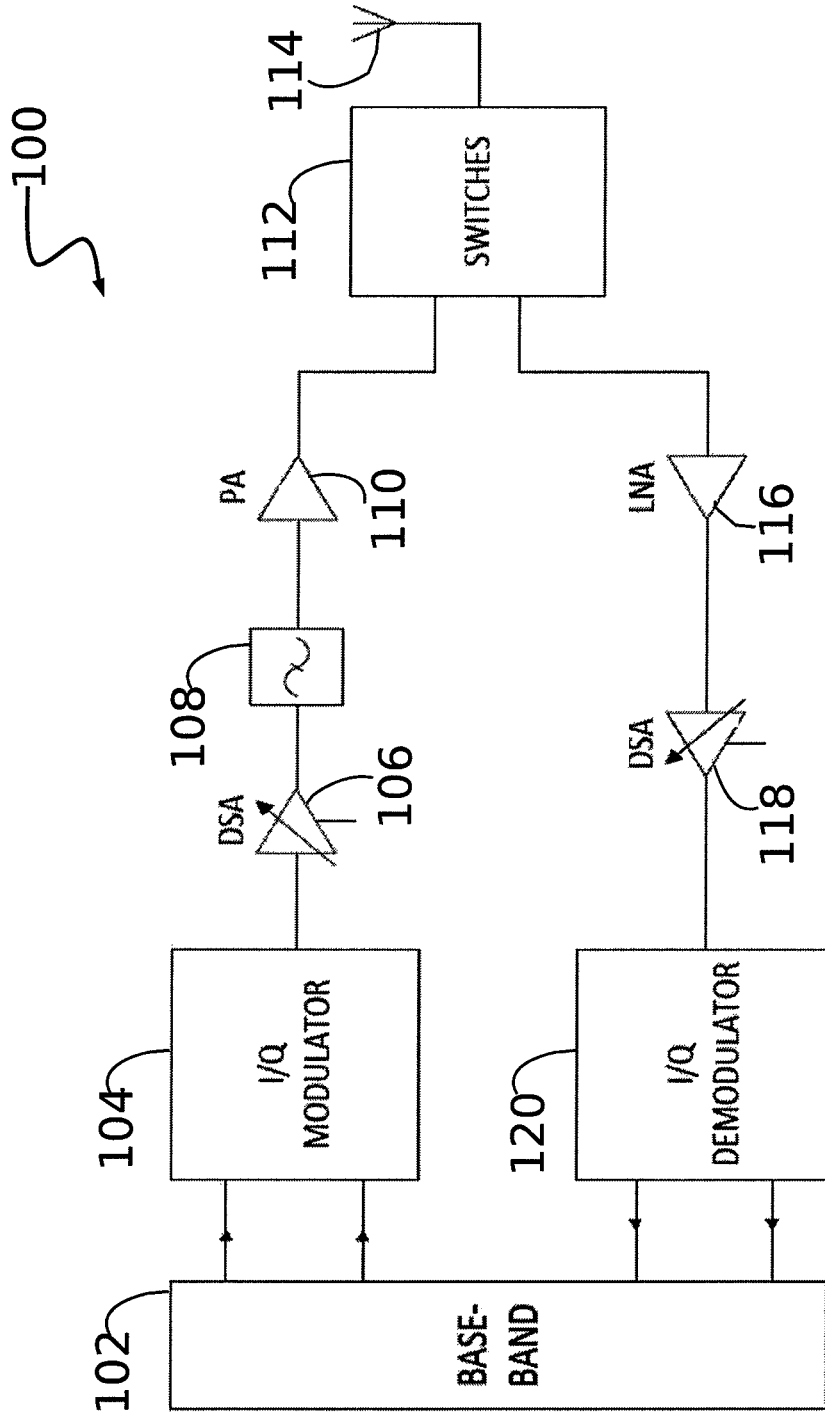 100
102
BASE-
BAND
104
I/Q
MODULATOR
DSA
106
108
PA
110
112
SWITCHES
114
LNA
116
DSA
118
120
I/Q
DEMODULATOR